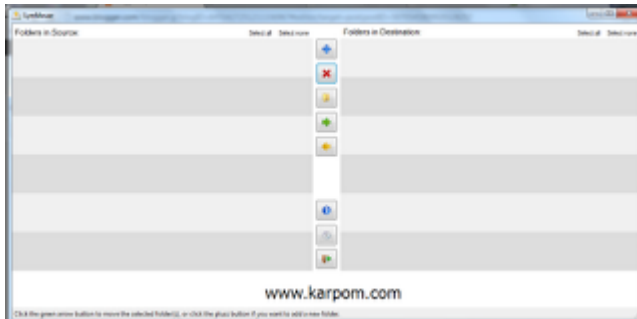 SymMover
Folders in Source: Select all Select none
Folders in Destination: Select all Select none
www.karpom.com
Click the green arrow button to move the selected folder(s), or click the pluss button if you want to add a new folder.